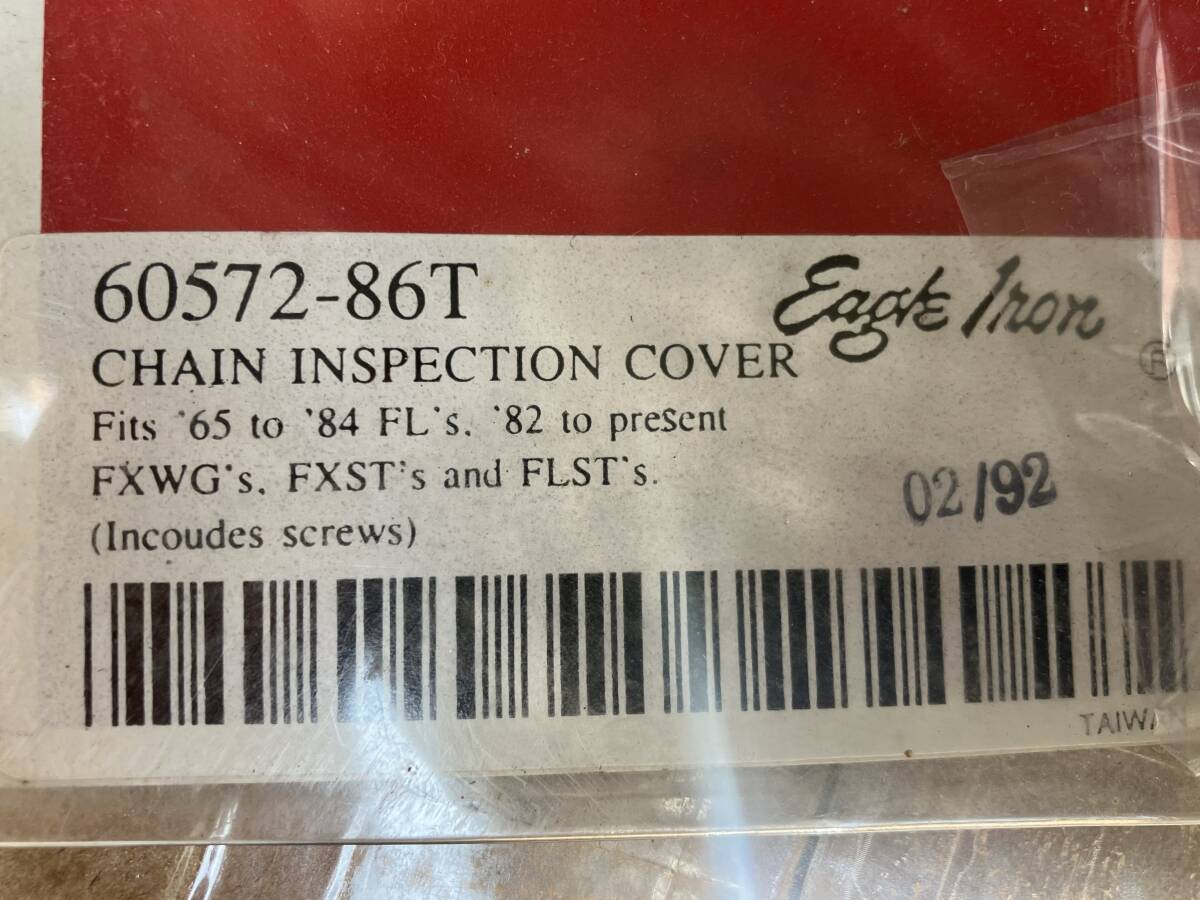 60572-86T
Eagle Iron
®
CHAIN INSPECTION COVER
Fits '65 to '84 FL's. '82 to present
FXWG's. FXST's and FLST's.
02/92
(Incoudes screws)
TAIWAN